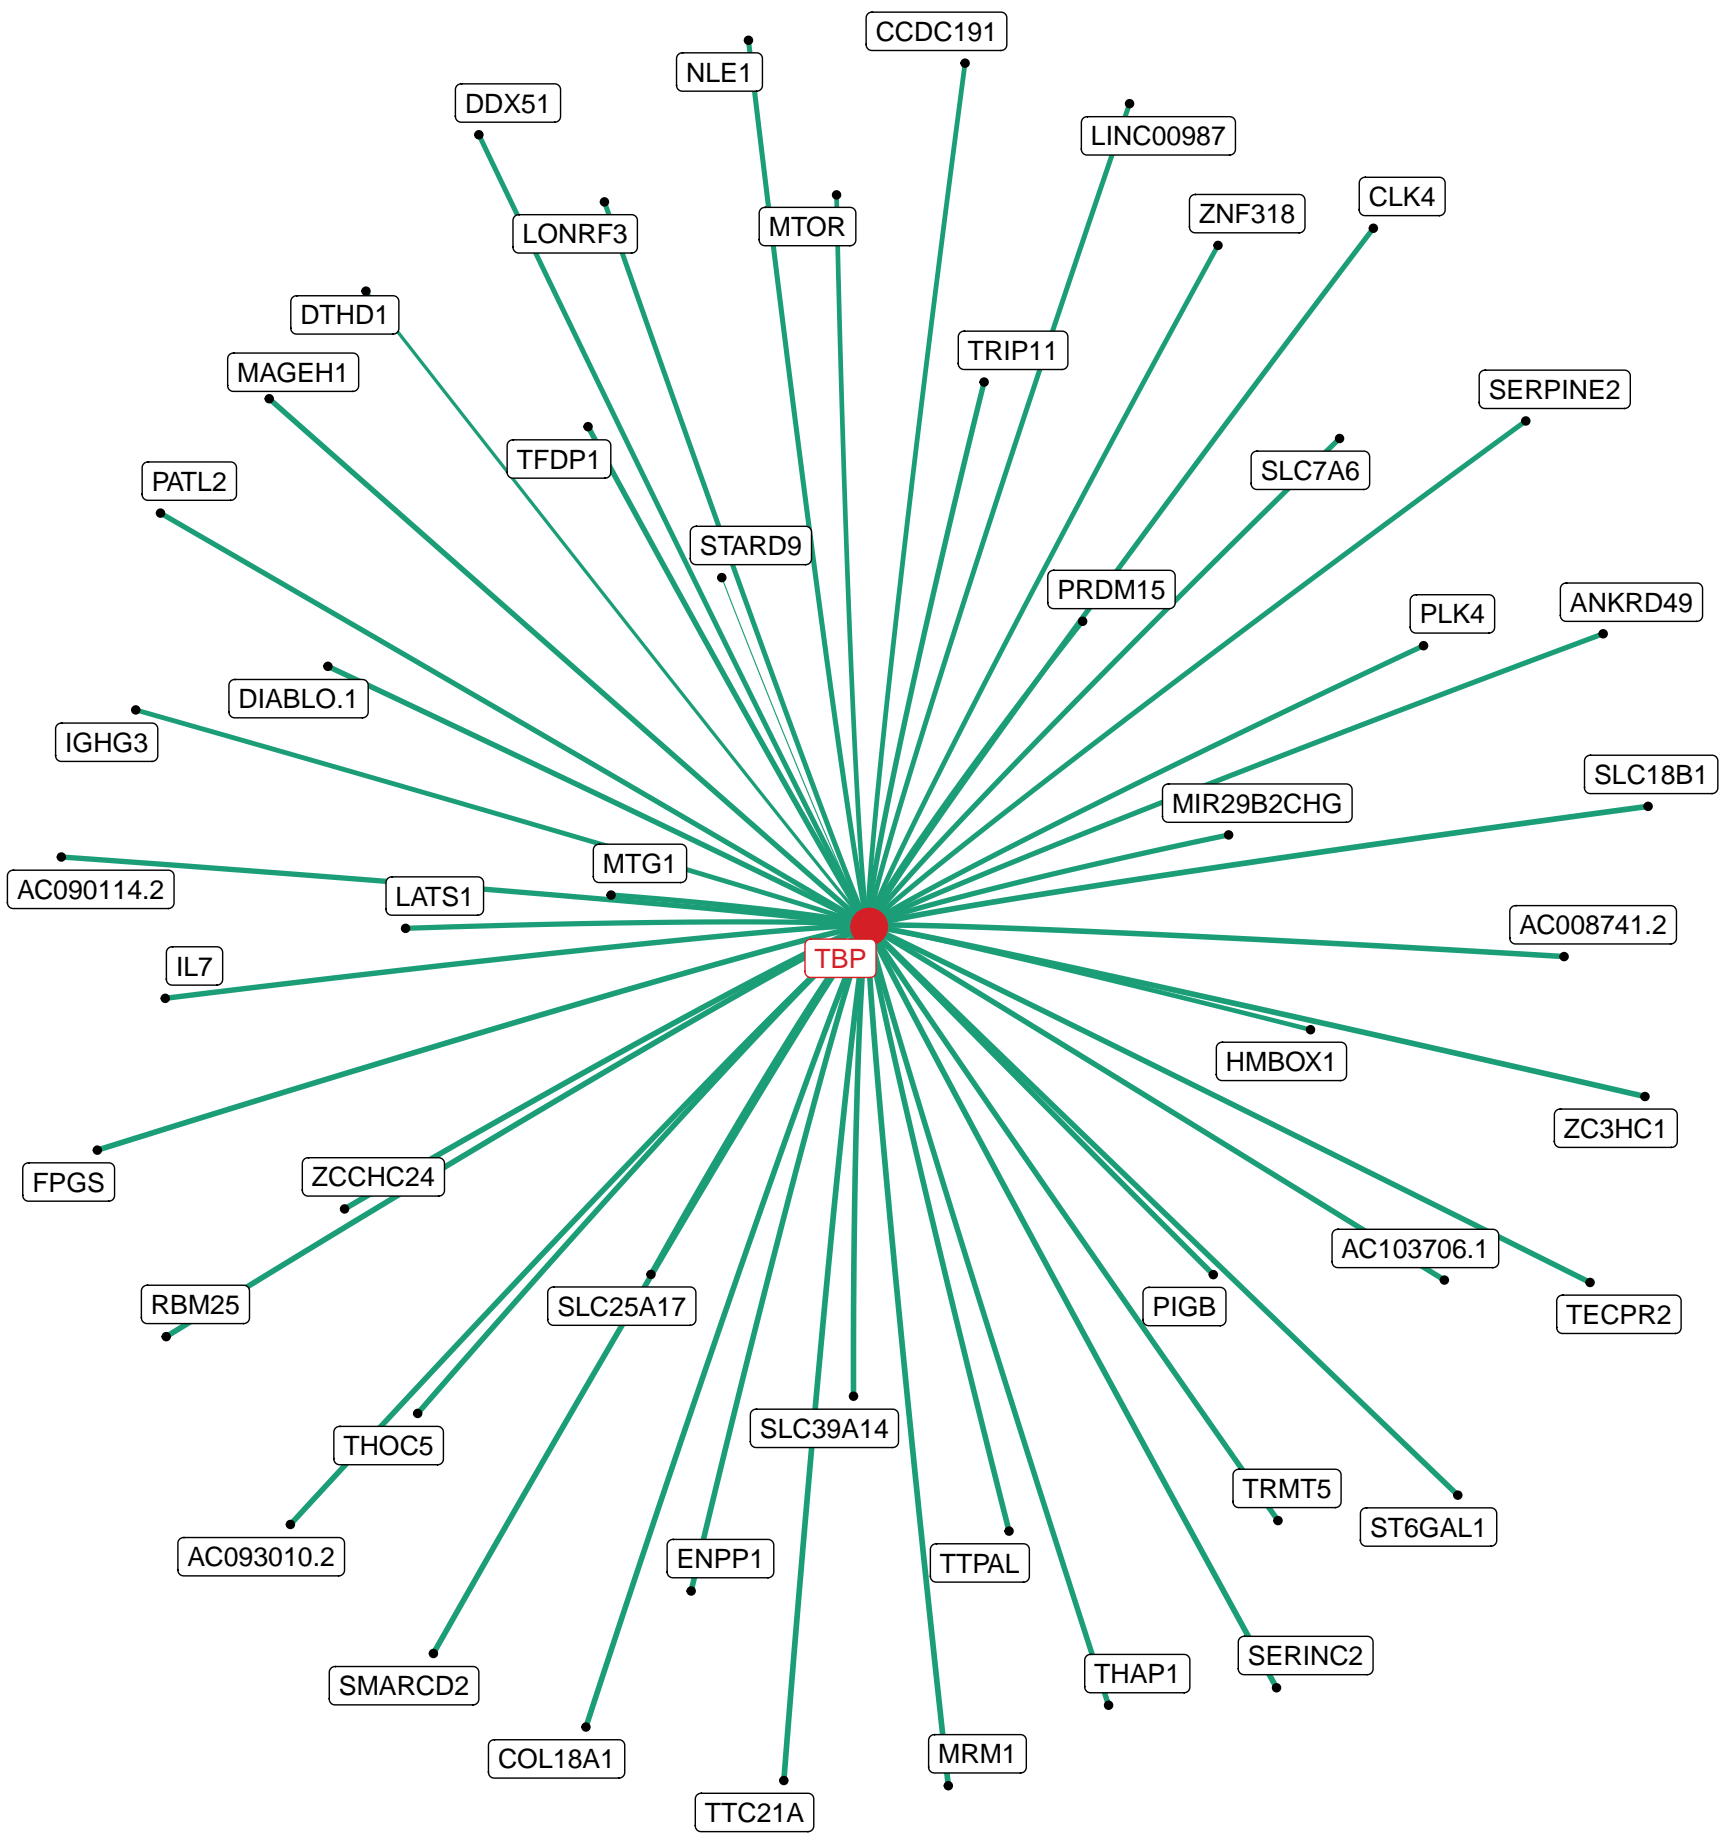 CCDC191
NLE1
DDX51
LINC00987
CLK4
ZNF318
MTOR
LONRF3
DTHD1
TRIP11
MAGEH1
SERPINE2
TFDP1
SLC7A6
PATL2
STARD9
PRDM15
ANKRD49
PLK4
DIABLO.1
IGHG3
SLC18B1
MIR29B2CHG
MTG1
AC090114.2
LATS1
AC008741.2
TBP
IL7
HMBOX1
ZC3HC1
ZCCHC24
FPGS
AC103706.1
RBM25
SLC25A17
PIGB
TECPR2
SLC39A14
THOC5
TRMT5
ST6GAL1
AC093010.2
ENPP1
TTPAL
SERINC2
THAP1
SMARCD2
MRM1
COL18A1
TTC21A